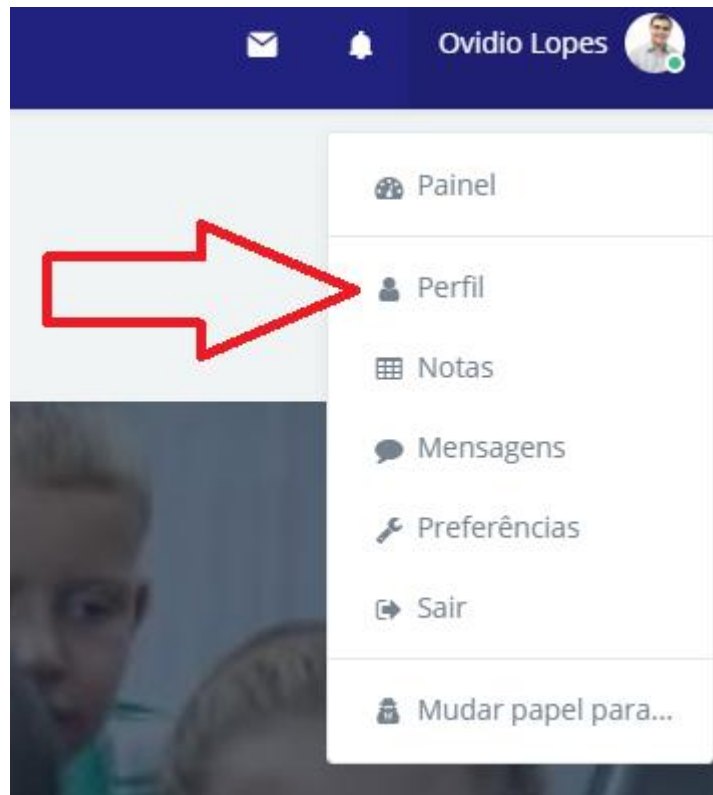 Ovidio Lopes
Painel
Perfil
Notas
Mensagens
Preferências
Sair
Mudar papel para...